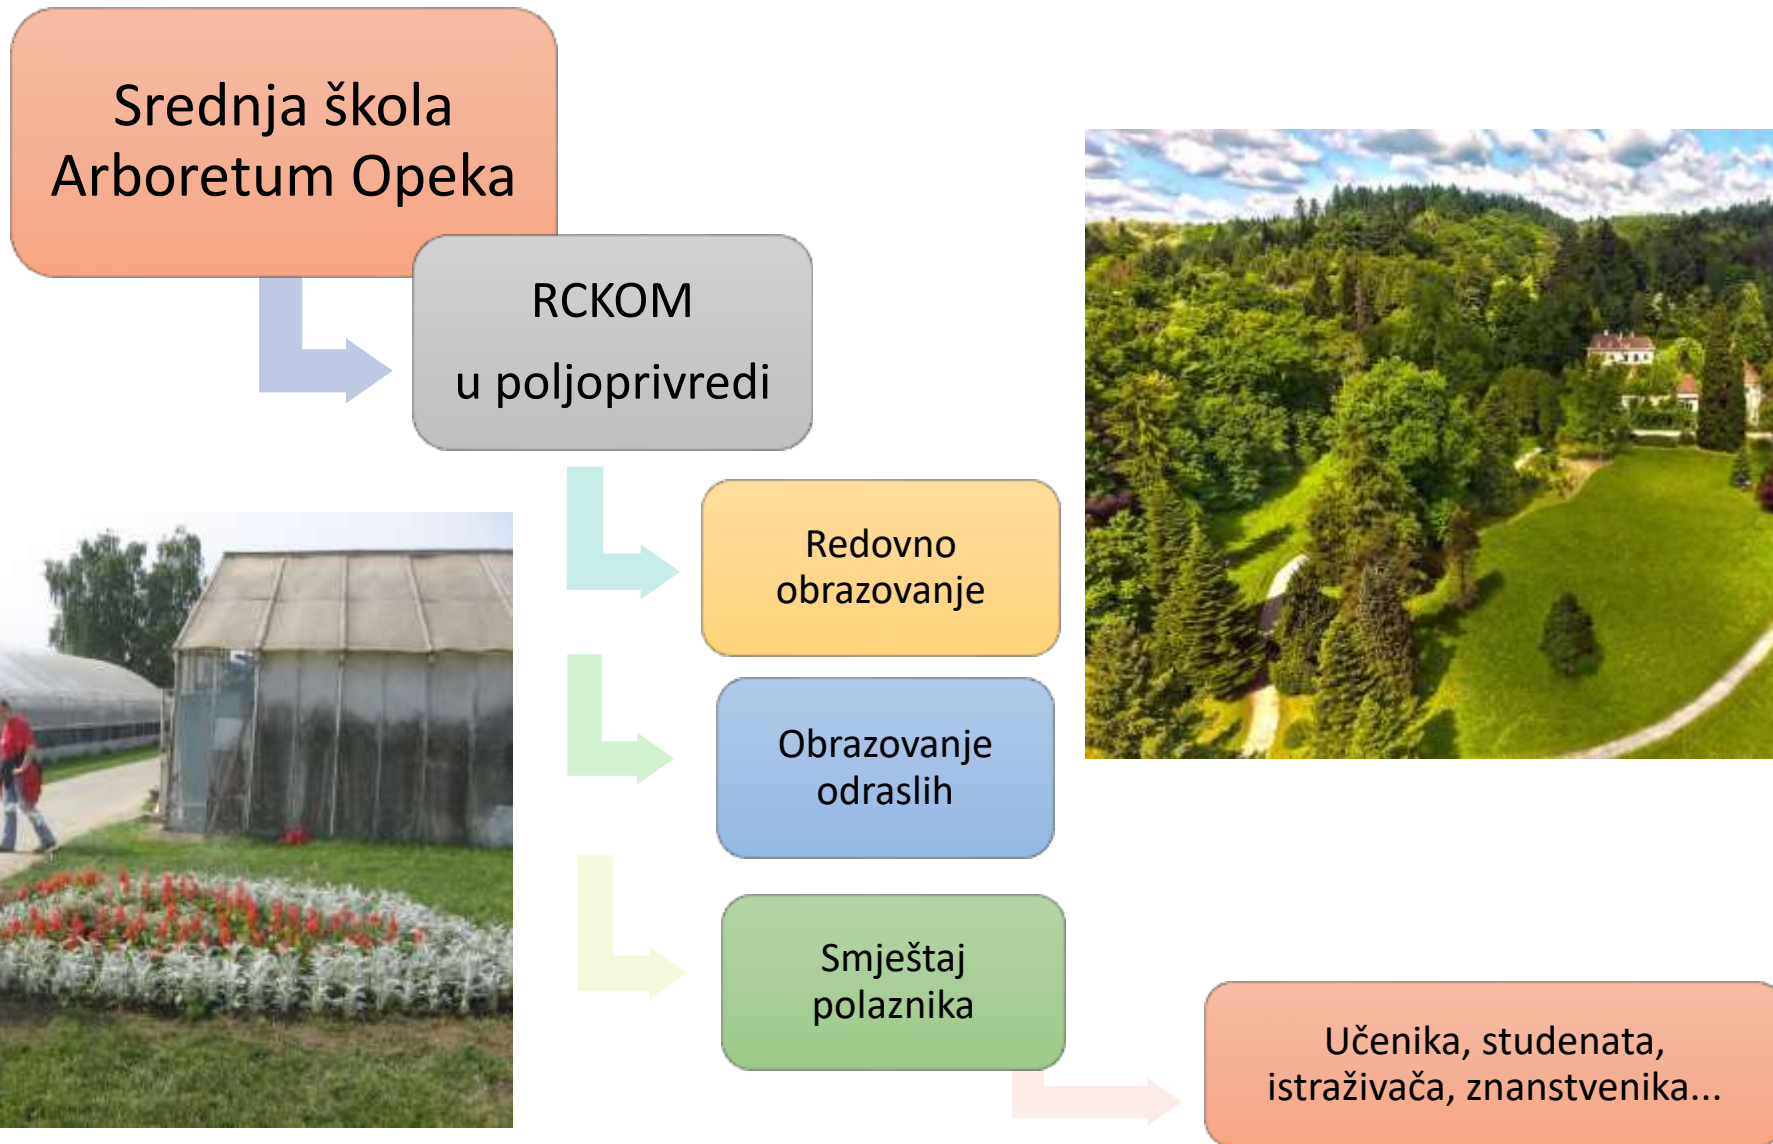 Srednja škola
Arboretum Opeka
RCKOM
u poljoprivredi
Redovno
obrazovanje
Obrazovanje
odraslih
Smještaj
polaznika
Učenika, studenata,
istraživača, znanstvenika...